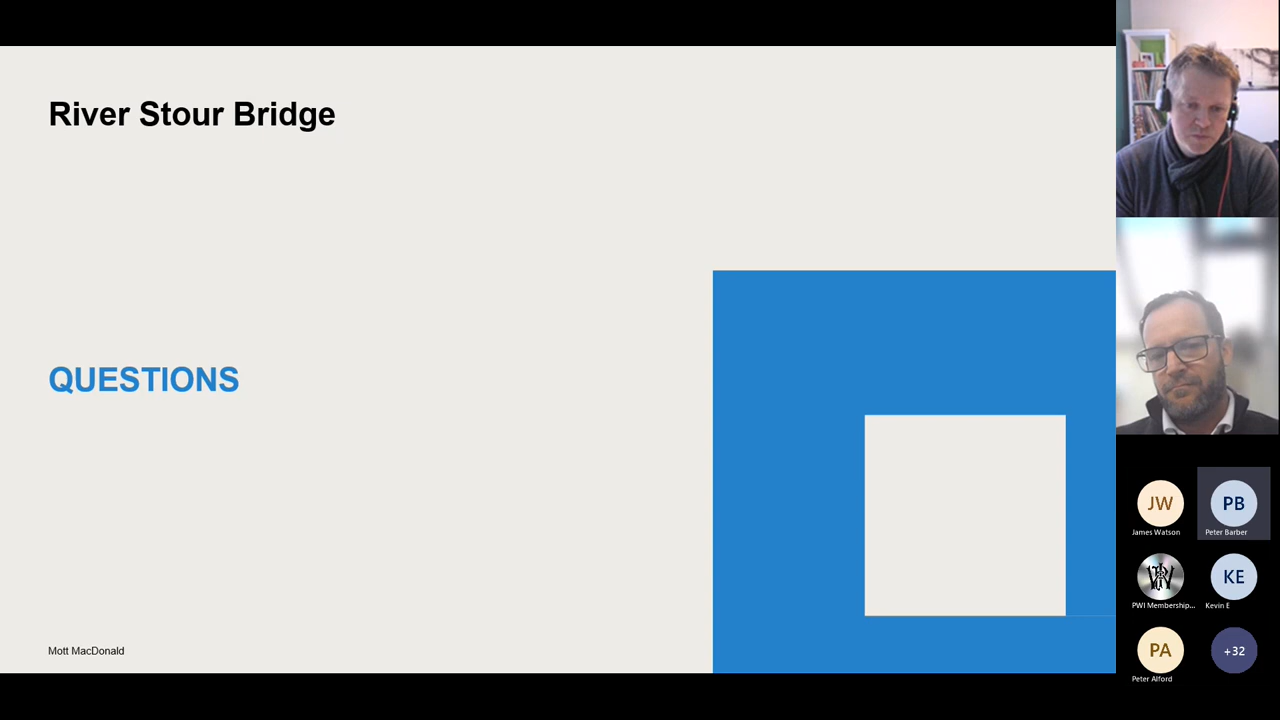 River Stour Bridge
QUESTIONS
Mott MacDonald
JW
James Watson
PB
Peter Barber
PWI Membership...
KE
Kevin E
PA
Peter Alford
+32